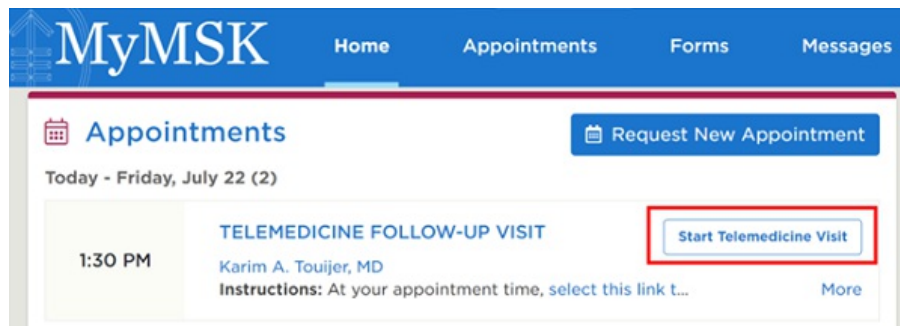 MyMSK Home Appointments Forms Messages
Appointments Request New Appointment
Today - Friday, July 22 (2)
TELEMEDICINE FOLLOW-UP VISIT Start Telemedicine Visit
1:30 PM
Karim A. Touijer, MD
Instructions: At your appointment time, select this link t... More